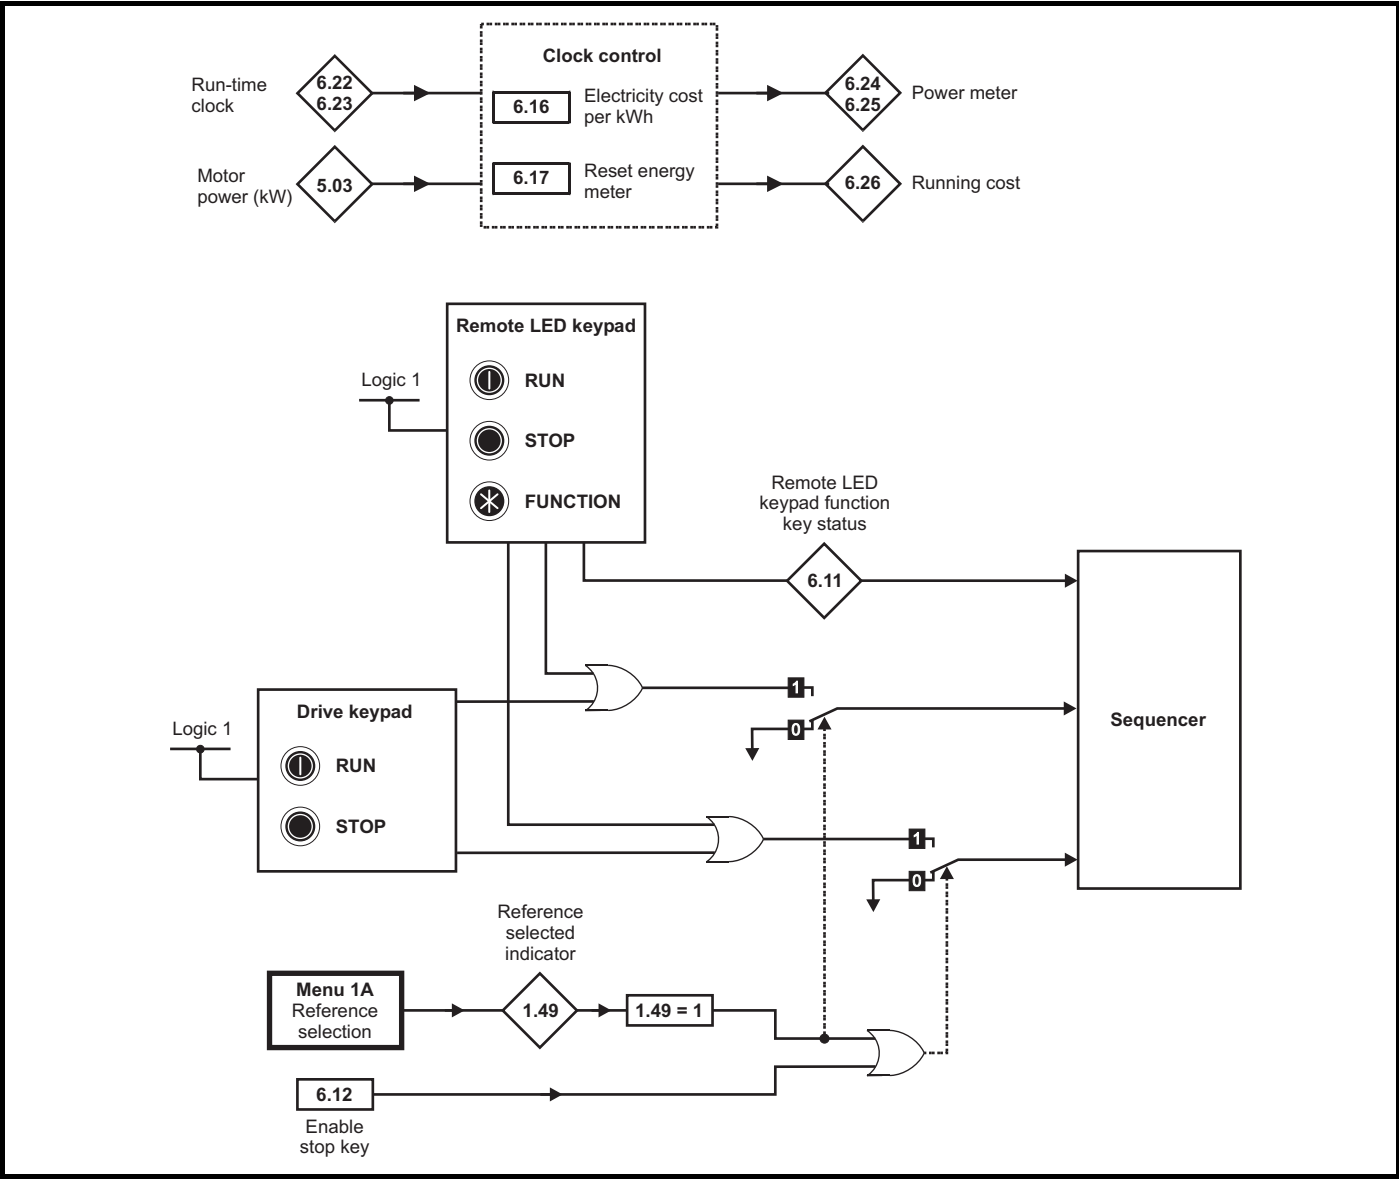 Clock control
Run-time
clock
6.22
6.23
6.16
Electricity cost
per kWh
6.24
6.25
Power meter
Motor
power (kW)
5.03
6.17
Reset energy
meter
6.26
Running cost
Remote LED keypad
Logic 1
RUN
STOP
FUNCTION
Remote LED
keypad function
key status
6.11
Sequencer
1
0
Drive keypad
Logic 1
RUN
STOP
1
0
Reference
selected
indicator
Menu 1A
Reference
selection
1.49
1.49 = 1
6.12
Enable
stop key